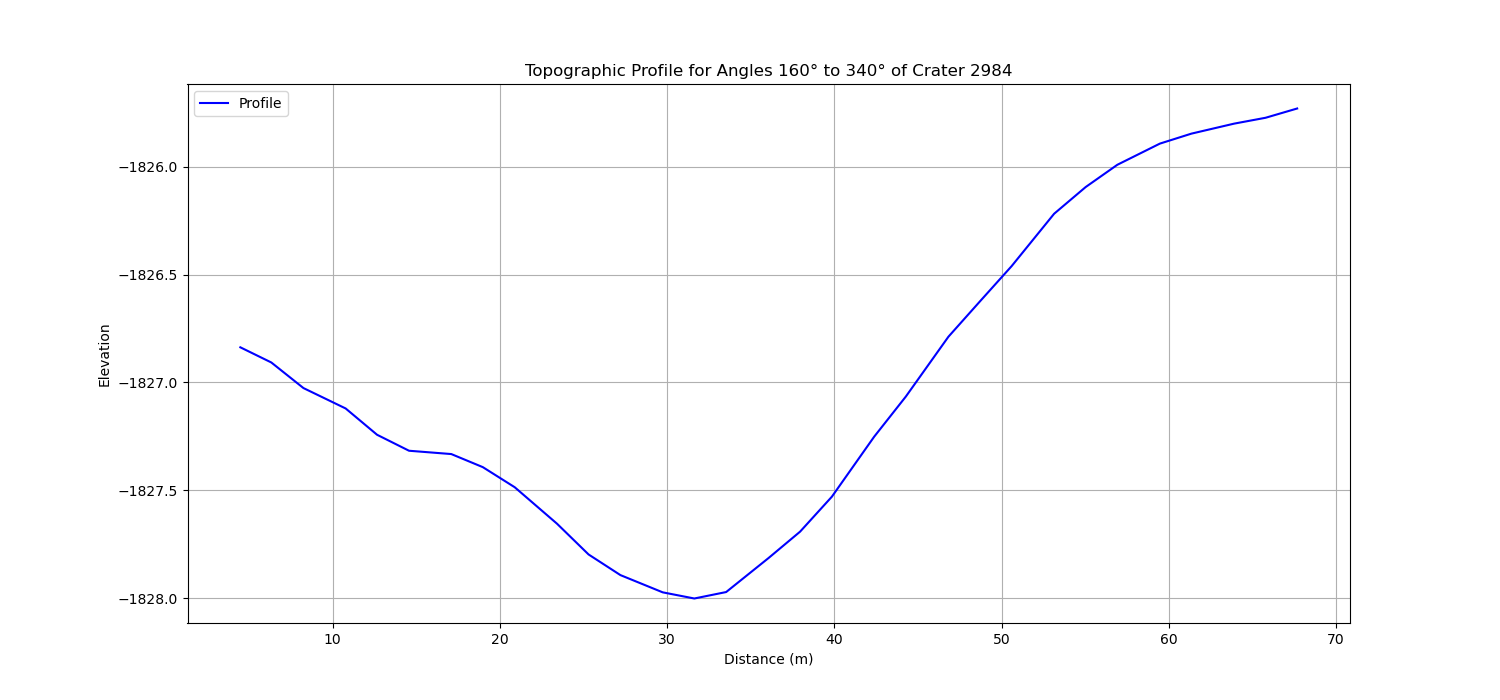 Topographic Profile for Angles 160° to 340° of Crater 2984
Profile
−1826.0
−1826.5
−1827.0
−1827.5
−1828.0
Elevation
10 20 30 40 50 60 70
Distance (m)